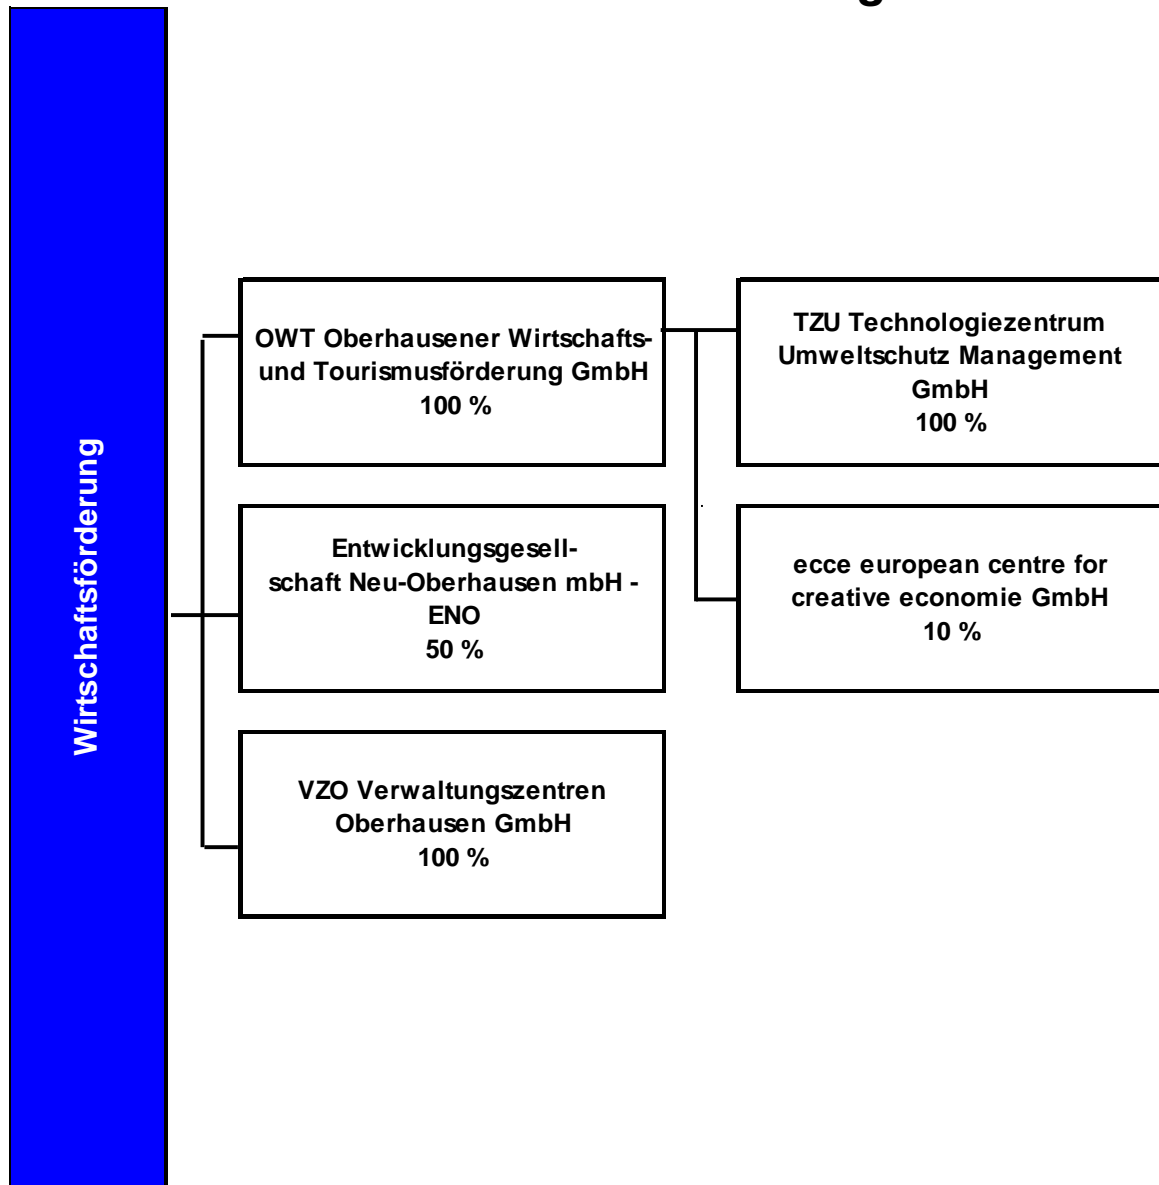 Wirtschaftsförderung
OWT Oberhausener Wirtschafts-
und Tourismusförderung GmbH
100 %
TZU Technologiezentrum
Umweltschutz Management
GmbH
100 %
Entwicklungsgesell-
schaft Neu-Oberhausen mbH -
ENO
50 %
ecce european centre for
creative economie GmbH
10 %
VZO Verwaltungszentren
Oberhausen GmbH
100 %